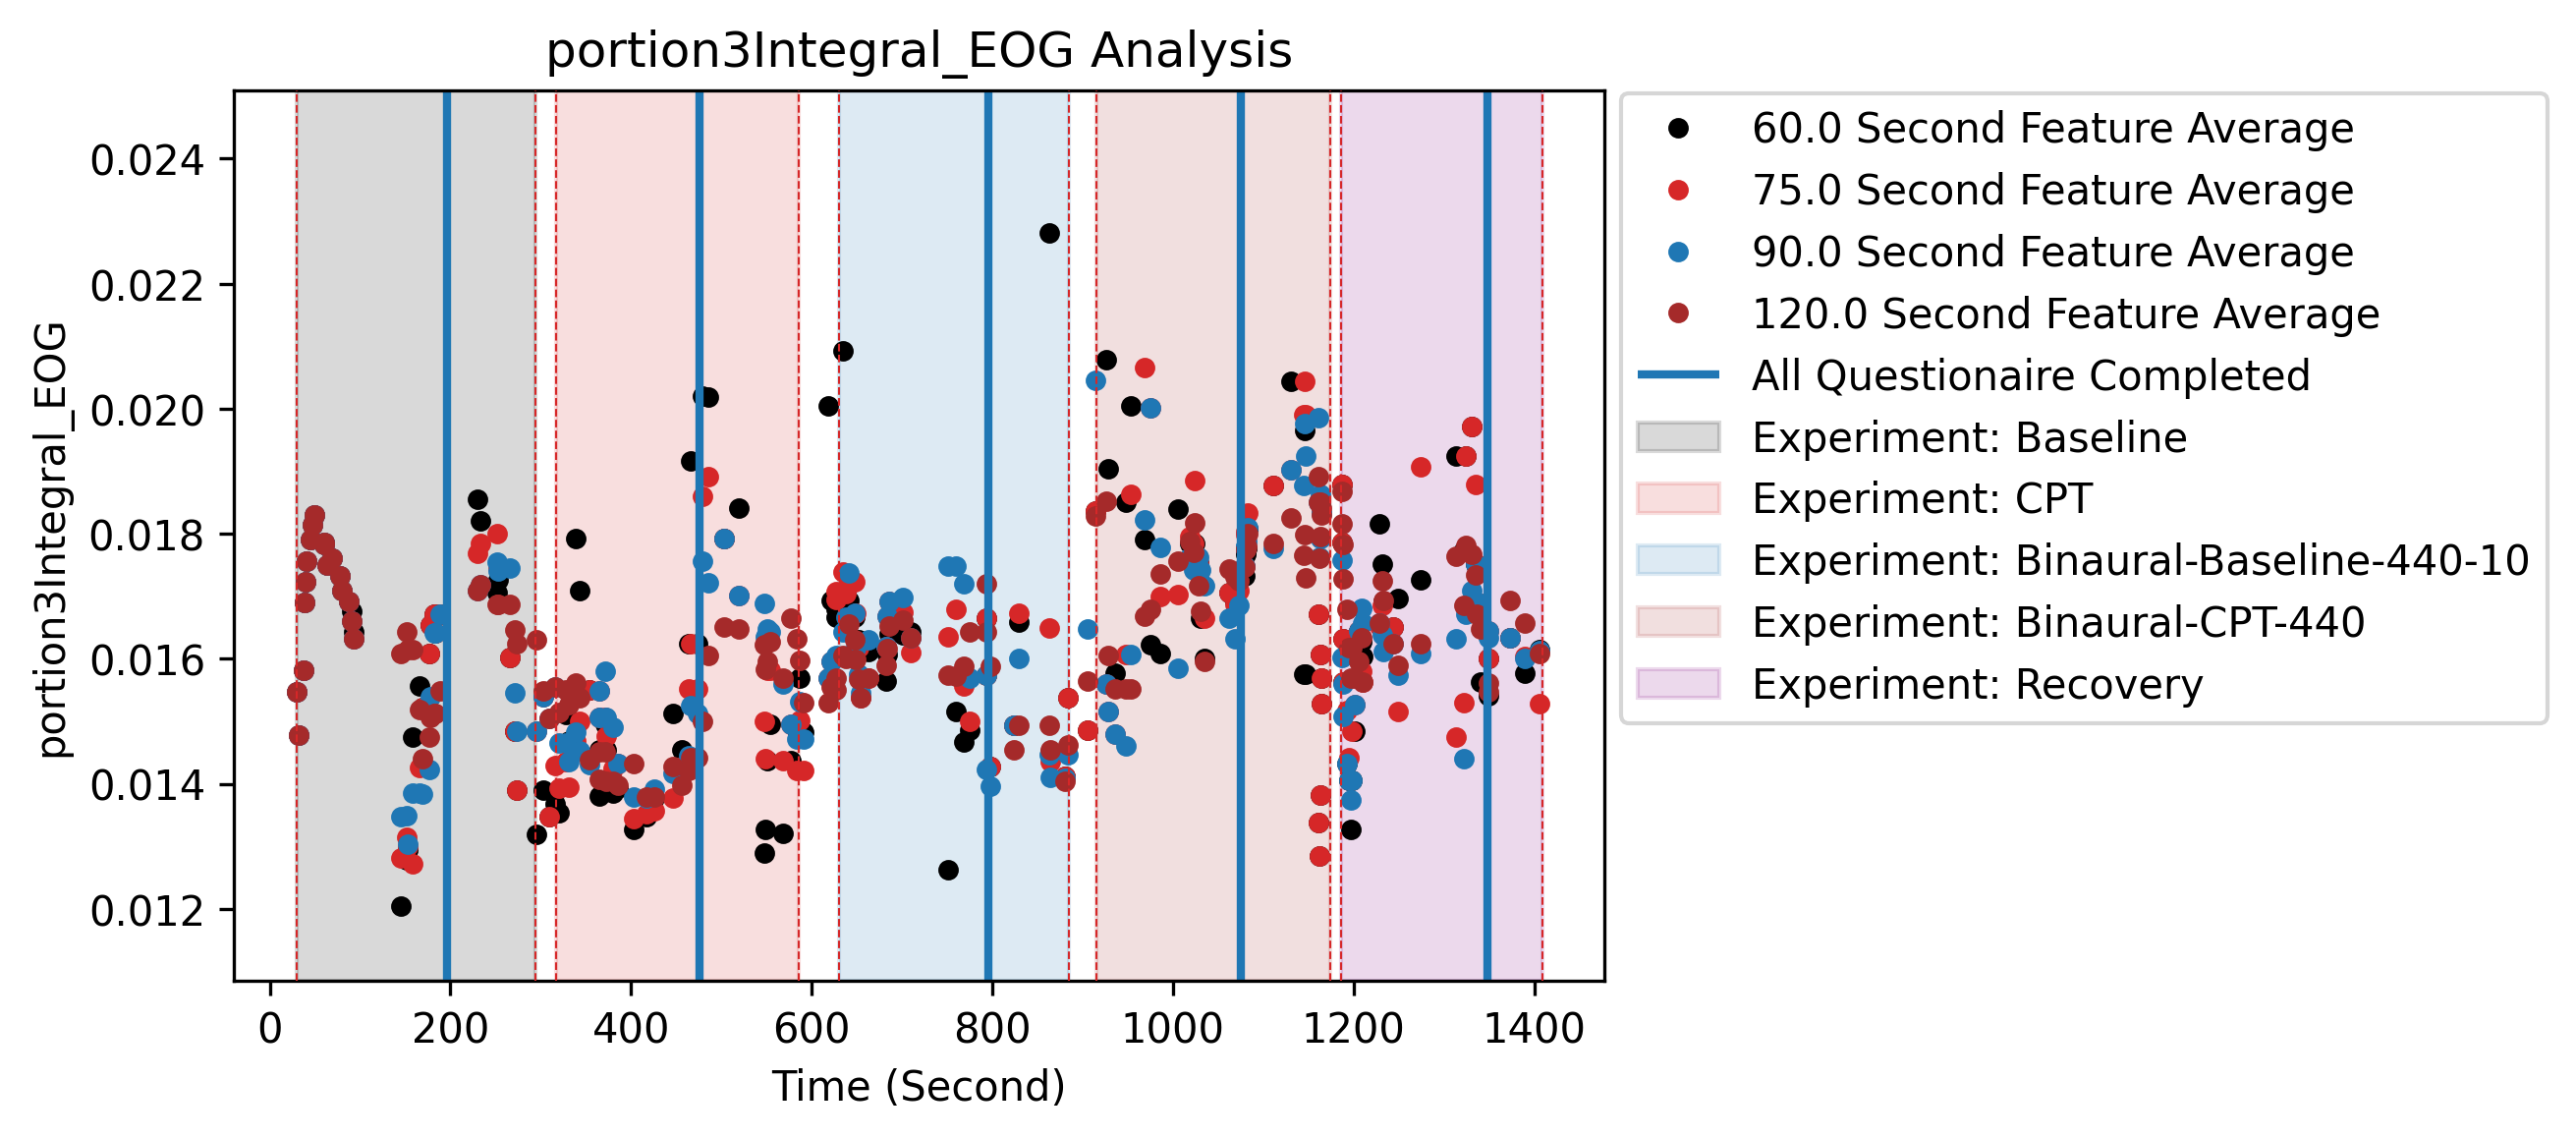 portion3Integral_EOG Analysis
portion3Integral_EOG
0.024
0.022
0.020
0.018
0.016
0.014
0.012
0 200 400 600 800 1000 1200 1400
Time (Second)
60.0 Second Feature Average
75.0 Second Feature Average
90.0 Second Feature Average
120.0 Second Feature Average
All Questionaire Completed
Experiment: Baseline
Experiment: CPT
Experiment: Binaural-Baseline-440-10
Experiment: Binaural-CPT-440
Experiment: Recovery